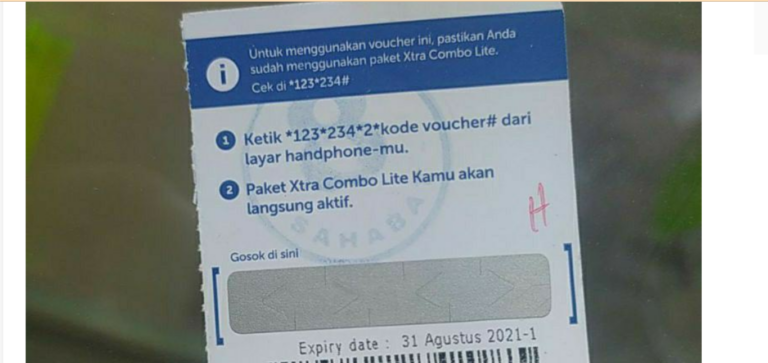 i
Untuk menggunakan voucher ini, pastikan Anda
sudah menggunakan paket Xtra Combo Lite.
Cek di *123*234#
1 Ketik *123*234*2*kode voucher# dari
layar handphone-mu.
2 Paket Xtra Combo Lite Kamu akan
langsung aktif.
SAHABA
H
Gosok di sini
Expiry date : 31 Agustus 2021-1